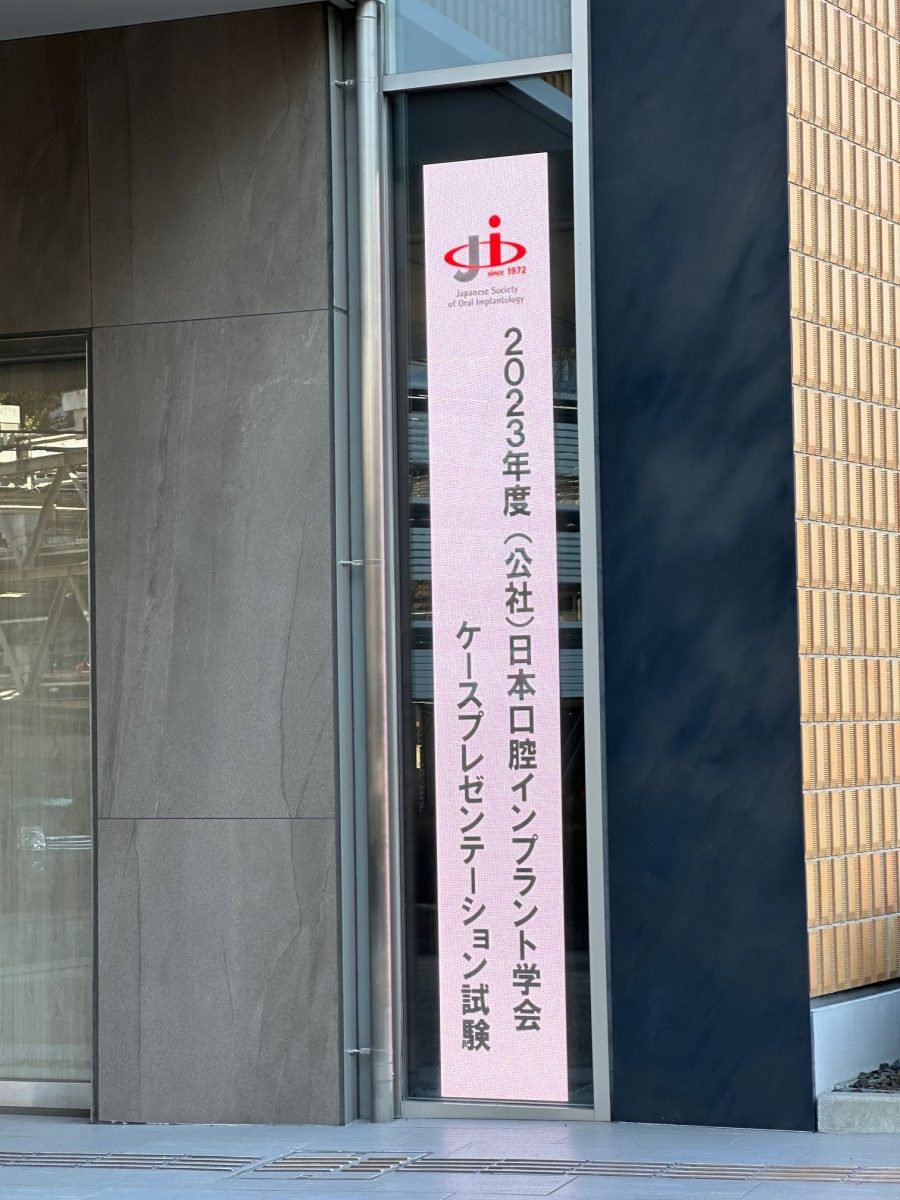 Ji
since 1972
Japanese Society
of Oral Implantology
2023年度（公社）日本口腔インプラント学会
ケースプレゼンテーション試験